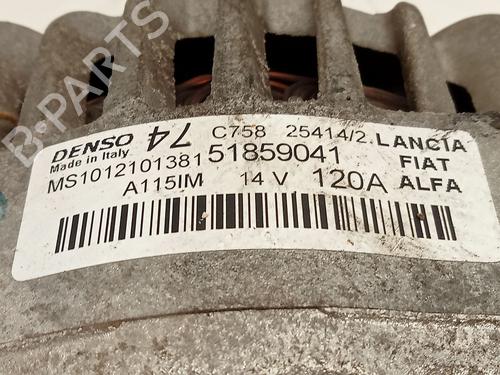 B-PARTS
DENSO 74 C758 25414/2 LANCIA
Made in Italy 51859041 FIAT
MS1012101381
A115IM 14 V 120A ALFA